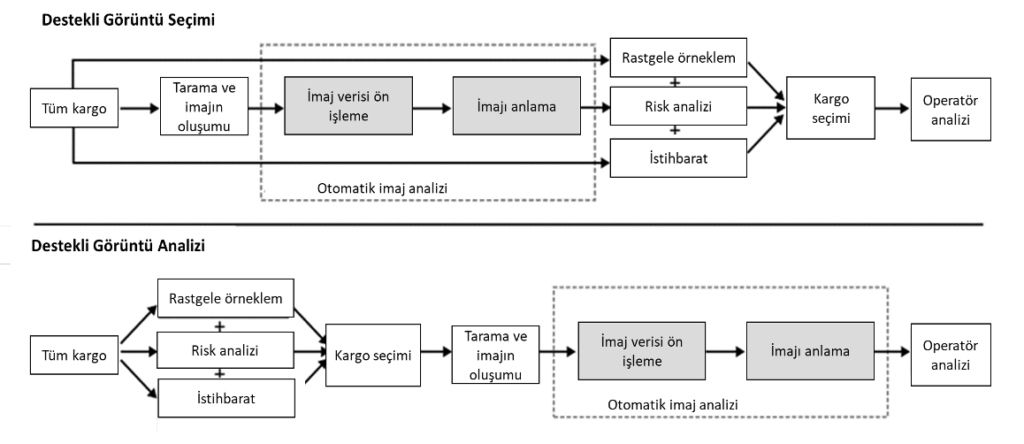 Destekli Görüntü Seçimi
Rastgele örneklem
+
Tüm kargo
Tarama ve
imajın
oluşumu
İmaj verisi ön
işleme
İmajı anlama
Risk analizi
+
Kargo
seçimi
Operatör
analizi
İstihbarat
Otomatik imaj analizi
Destekli Görüntü Analizi
Rastgele örneklem
+
Tüm kargo
Risk analizi
+
İstihbarat
Kargo seçimi
Tarama ve
imajın
oluşumu
İmaj verisi ön
işleme
İmajı anlama
Operatör
analizi
Otomatik imaj analizi